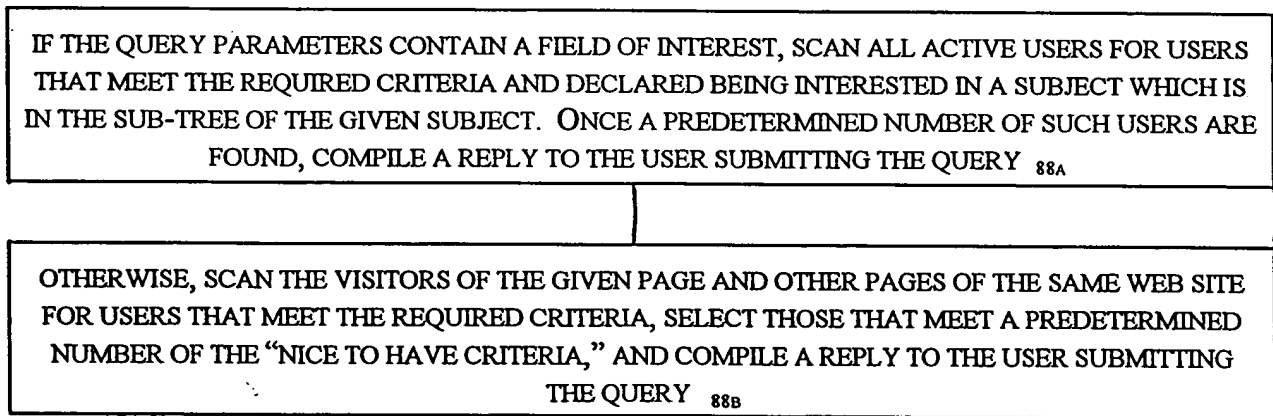 IF THE QUERY PARAMETERS CONTAIN A FIELD OF INTEREST, SCAN ALL ACTIVE USERS FOR USERS
THAT MEET THE REQUIRED CRITERIA AND DECLARED BEING INTERESTED IN A SUBJECT WHICH IS
IN THE SUB-TREE OF THE GIVEN SUBJECT. ONCE A PREDETERMINED NUMBER OF SUCH USERS ARE
FOUND, COMPILE A REPLY TO THE USER SUBMITTING THE QUERY 88A
OTHERWISE, SCAN THE VISITORS OF THE GIVEN PAGE AND OTHER PAGES OF THE SAME WEB SITE
FOR USERS THAT MEET THE REQUIRED CRITERIA, SELECT THOSE THAT MEET A PREDETERMINED
NUMBER OF THE “NICE TO HAVE CRITERIA,” AND COMPILE A REPLY TO THE USER SUBMITTING
THE QUERY 88B